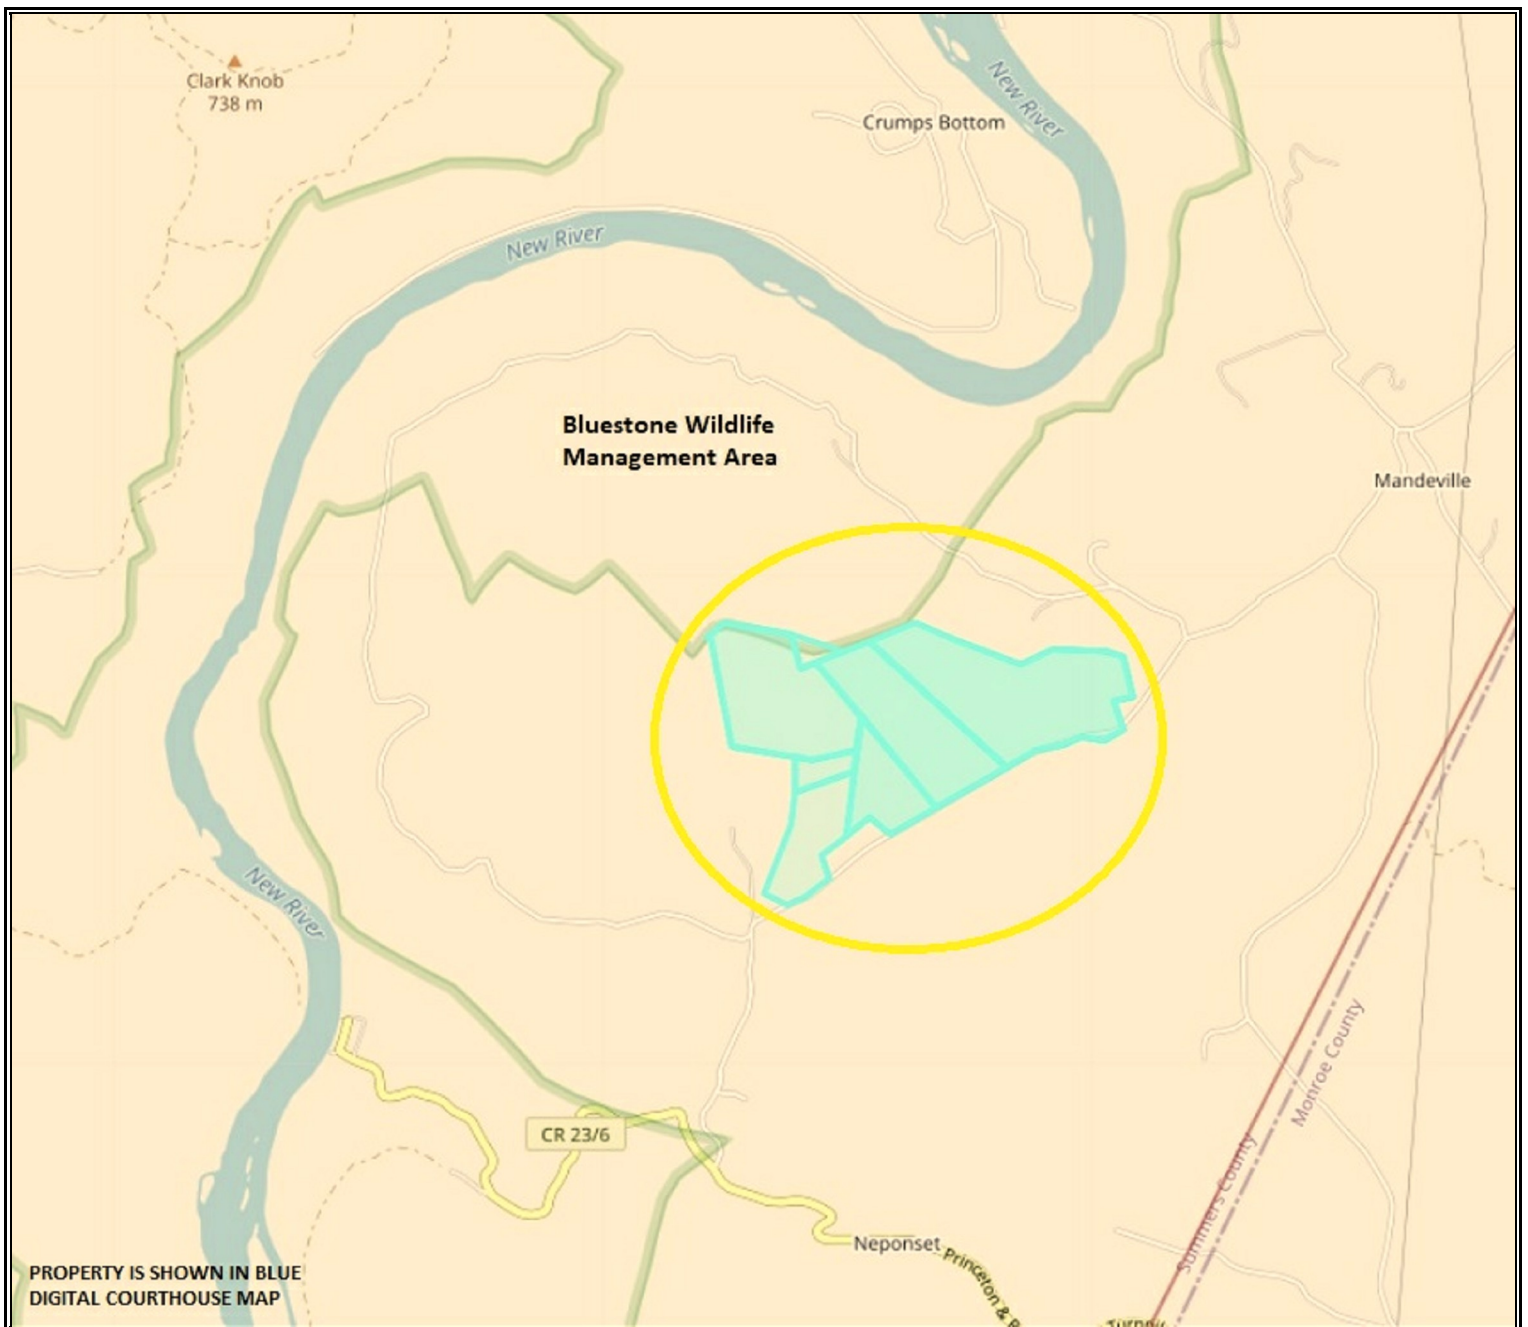 Clark Knob
738 m
New River
Crumps Bottom
New River
Bluestone Wildlife
Management Area
Mandeville
New River
Monroe County
Summers County
CR 23/6
Neponset
Princeton &
PROPERTY IS SHOWN IN BLUE
DIGITAL COURTHOUSE MAP